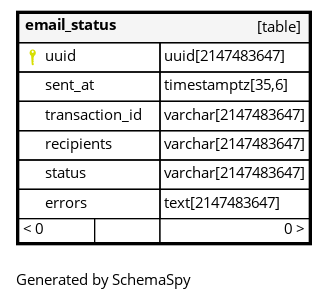 email_status [table]
uuid uuid[2147483647]
sent_at timestamptz[35,6]
transaction_id varchar[2147483647]
recipients varchar[2147483647]
status varchar[2147483647]
errors text[2147483647]
< 0 0 >
Generated by SchemaSpy